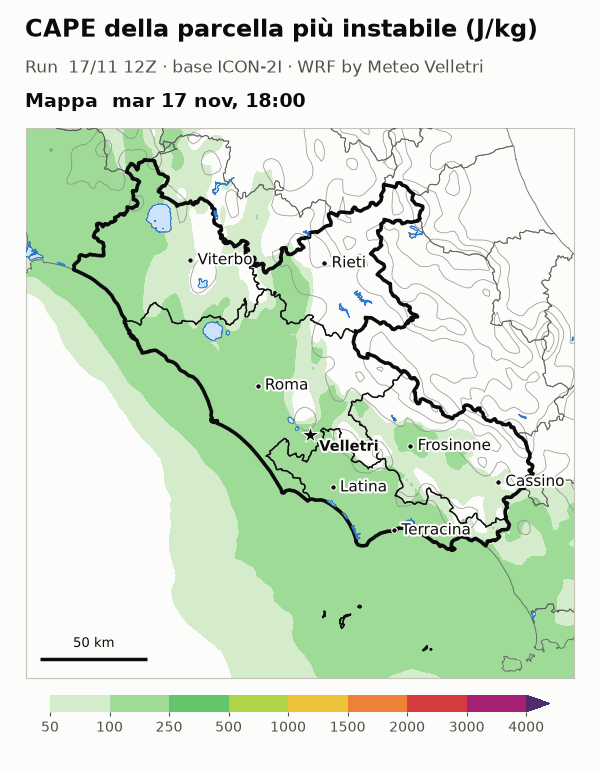 CAPE della parcella più instabile (J/kg)
Run  17/11 12Z · base ICON-2I · WRF by Meteo Velletri
Mappa  mar 17 nov, 18:00
Viterbo
Rieti
Roma
Velletri
Frosinone
Latina
Cassino
Terracina
50 km
50 100 250 500 1000 1500 2000 3000 4000